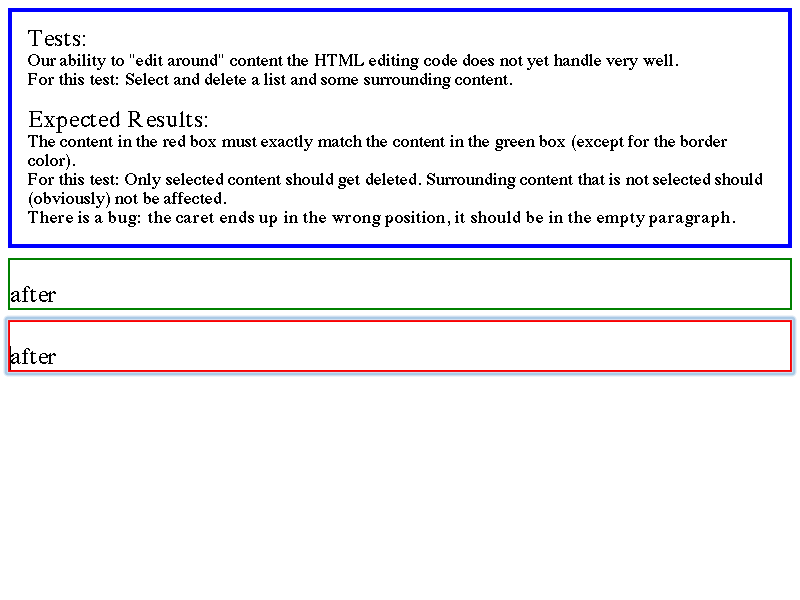 Tests:
Our ability to "edit around" content the HTML editing code does not yet handle very well.
For this test: Select and delete a list and some surrounding content.
Expected Results:
The content in the red box must exactly match the content in the green box (except for the border
color).
For this test: Only selected content should get deleted. Surrounding content that is not selected should
(obviously) not be affected.
There is a bug: the caret ends up in the wrong position, it should be in the empty paragraph.
after
after